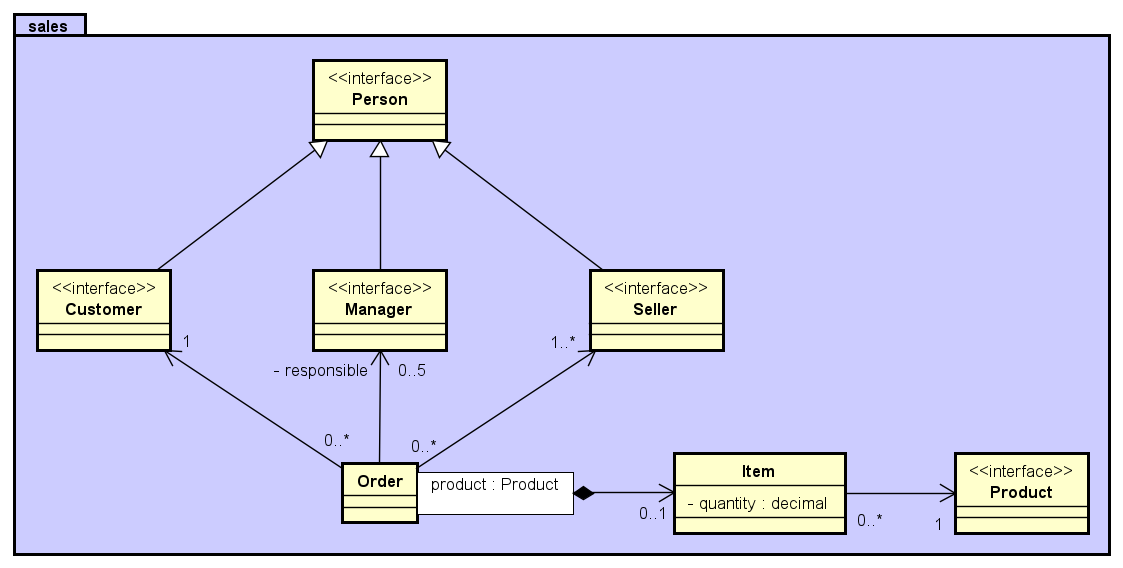 sales
<<interface>>
Person
<<interface>>
Customer
<<interface>>
Manager
<<interface>>
Seller
1
- responsible
0..5
1..*
0..*
0..*
Order
product : Product
0..1
Item
- quantity : decimal
0..*
1
<<interface>>
Product